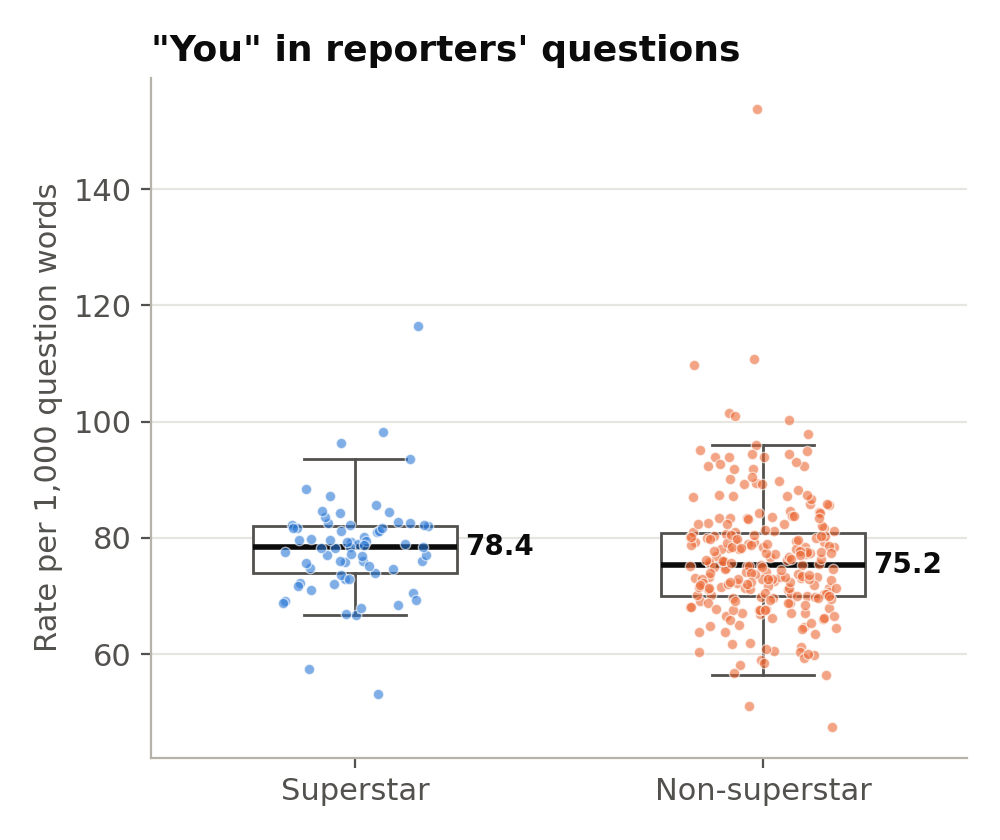 "You" in reporters' questions
Rate per 1,000 question words
140
120
100
80
60
78.4
75.2
Superstar
Non-superstar